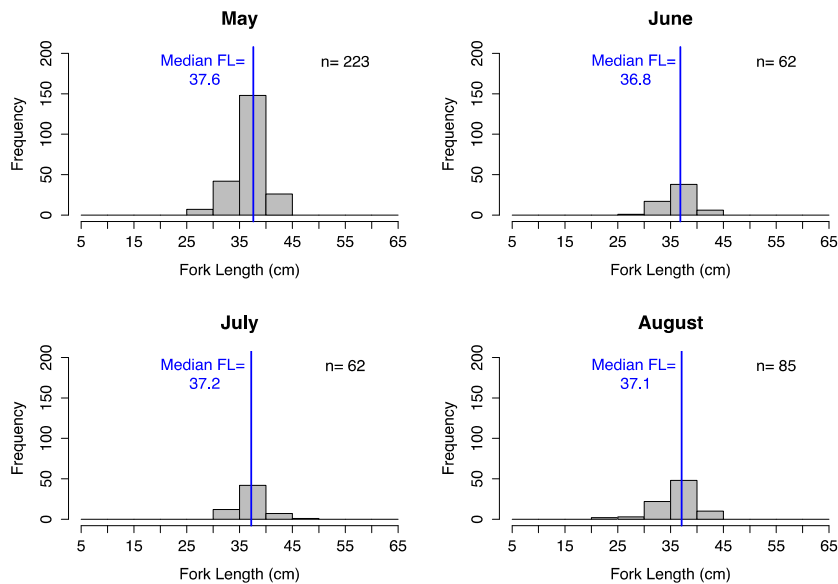 May
Median FL=
37.6
n= 223
Frequency
0 50 100 150 200
5 15 25 35 45 55 65
Fork Length (cm)
June
Median FL=
36.8
n= 62
Frequency
0 50 100 150 200
5 15 25 35 45 55 65
Fork Length (cm)
July
Median FL=
37.2
n= 62
Frequency
0 50 100 150 200
5 15 25 35 45 55 65
Fork Length (cm)
August
Median FL=
37.1
n= 85
Frequency
0 50 100 150 200
5 15 25 35 45 55 65
Fork Length (cm)